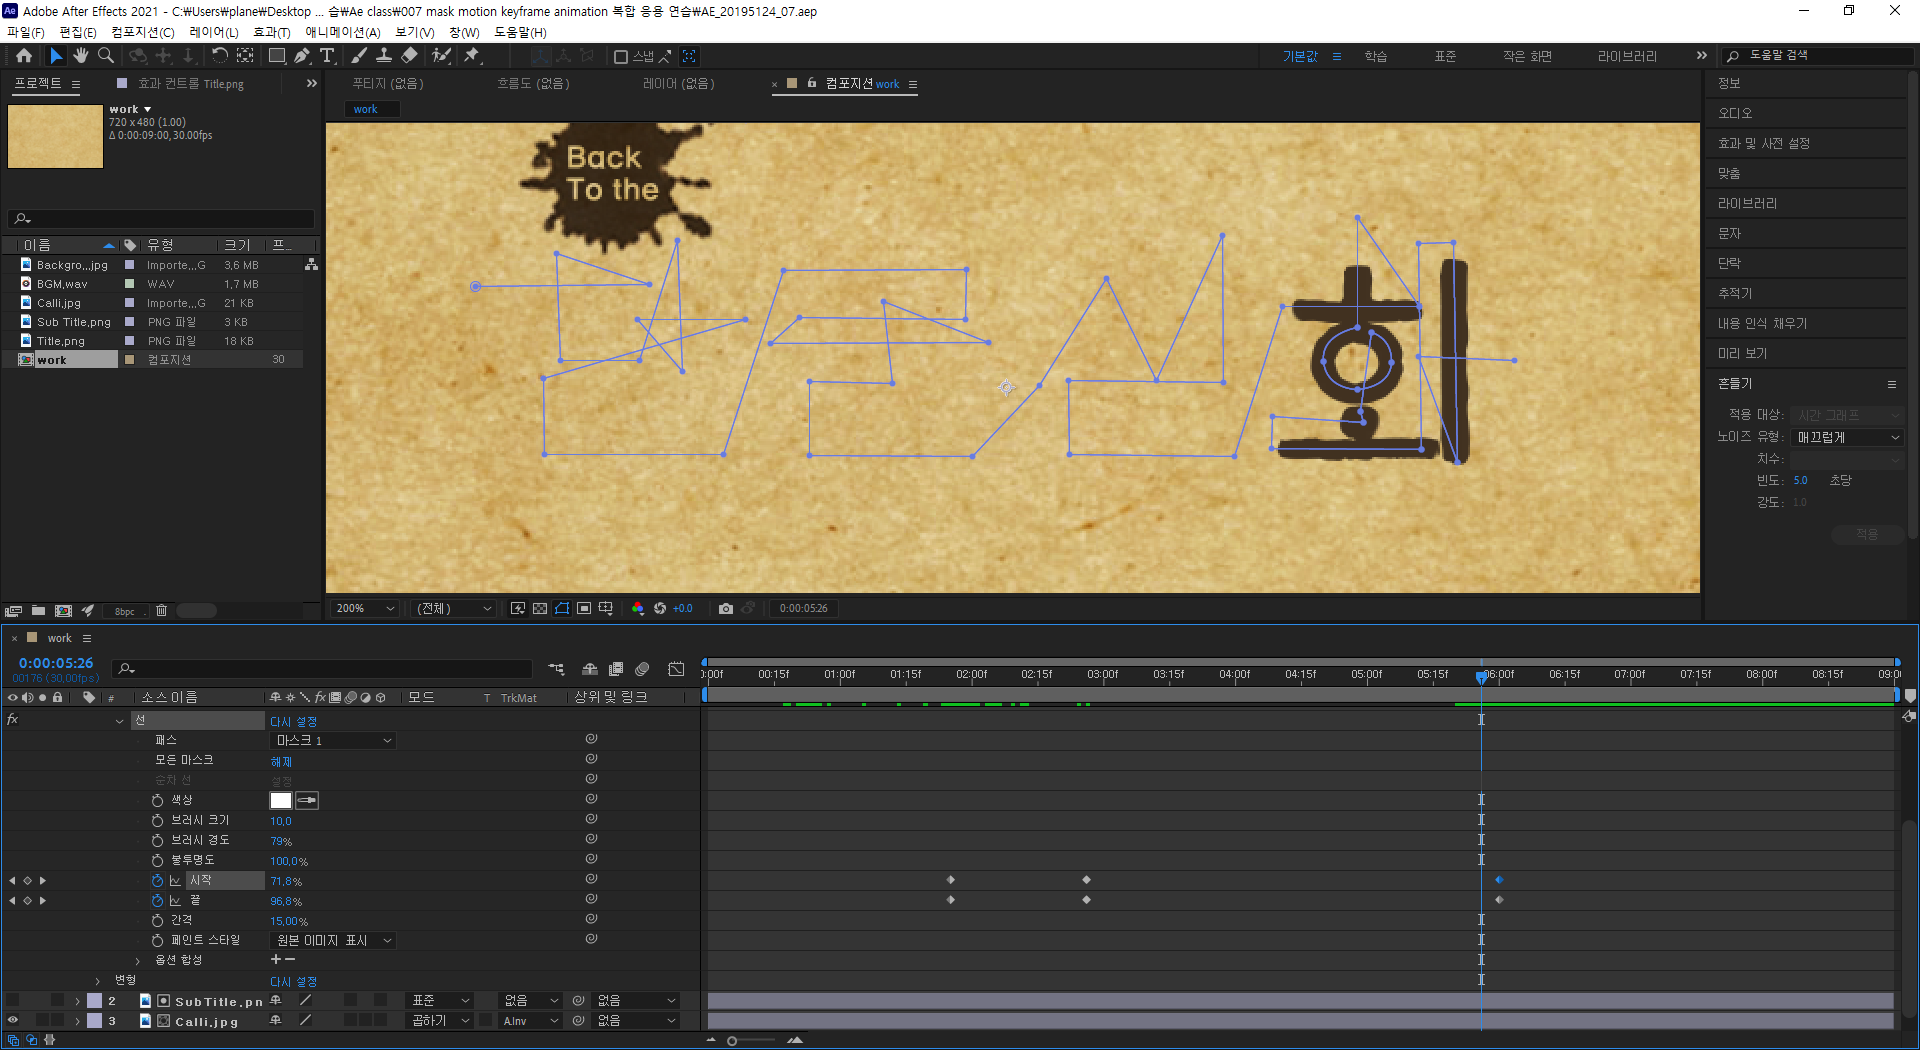 Adobe After Effects 2021 - C:₩Users₩plane₩Desktop ... 습₩Ae class₩007 mask motion keyframe animation 복합 응용 연습₩AE_20195124_07.aep
파일(F) 편집(E) 컴포지션(C) 레이어(L) 효과(T) 애니메이션(A) 보기(V) 창(W) 도움말(H)
스냅 기본값 학습 표준 작은 화면 라이브러리 도움말 검색
프로젝트 효과 컨트롤 Title.png 푸티지 (없음) 흐름도 (없음) 레이어 (없음) 컴포지션 work
work
work
720 x 480 (1.00)
Δ 0:00:09:00, 30.00fps
Back
To the
이름 유형 크기 프_
Backgro...jpg Importe...G 3,6 MB
BGM.wav WAV 1,7 MB
Calli.jpg Importe...G 21 KB
Sub Title.png PNG 파일 3 KB
Title.png PNG 파일 18 KB
work 컴포지션 30
정보
오디오
효과 및 사전 설정
맞춤
라이브러리
문자
단락
추적기
내용 인식 채우기
미리 보기
흔들기
적용 대상: 시간 그래프
노이즈 유형: 매끄럽게
치수:
빈도: 5.0 초당
강도: 1.0
적용
8bpc 200% (전체) +0.0 0:00:05:26
work
0:00:05:26
00176 (30.00fps)
:00f 00:15f 01:00f 01:15f 02:00f 02:15f 03:00f 03:15f 04:00f 04:15f 05:00f 05:15f 06:00f 06:15f 07:00f 07:15f 08:00f 08:15f 09:00
# 소스 이름 fx 모드 T TrkMat 상위 및 링크
fx 선 다시 설정
패스 마스크 1
모든 마스크 해제
순차 선 설정
색상
브러시 크기 10,0
브러시 경도 79%
불투명도 100,0%
시작 71,8%
끝 96,8%
간격 15,00%
페인트 스타일 원본 이미지 표시
옵션 합성 + −
변형 다시 설정
2 SubTitle.pn 표준 없음 없음
3 Calli.jpg 곱하기 A.Inv 없음